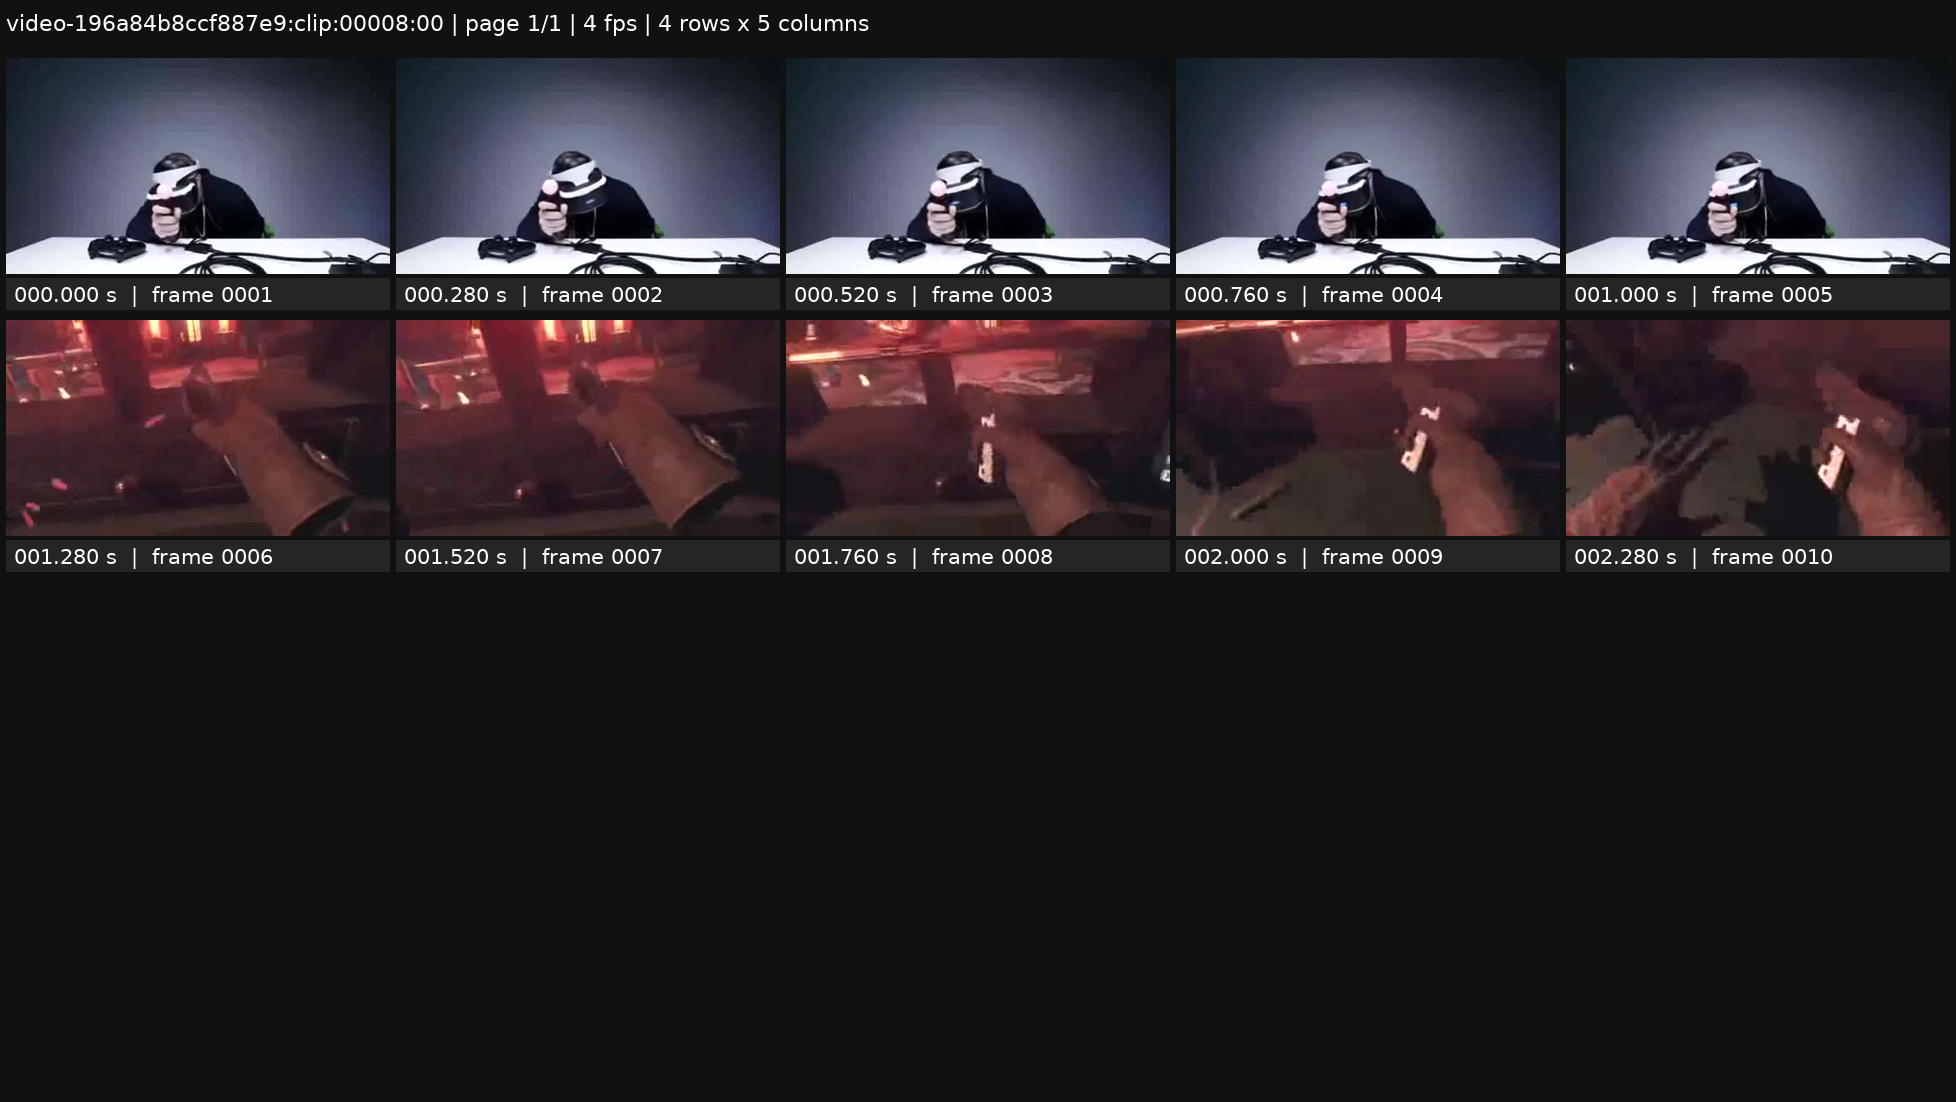 video-196a84b8ccf887e9:clip:00008:00 | page 1/1 | 4 fps | 4 rows x 5 columns
000.000 s | frame 0001
000.280 s | frame 0002
000.520 s | frame 0003
000.760 s | frame 0004
001.000 s | frame 0005
001.280 s | frame 0006
001.520 s | frame 0007
001.760 s | frame 0008
002.000 s | frame 0009
002.280 s | frame 0010